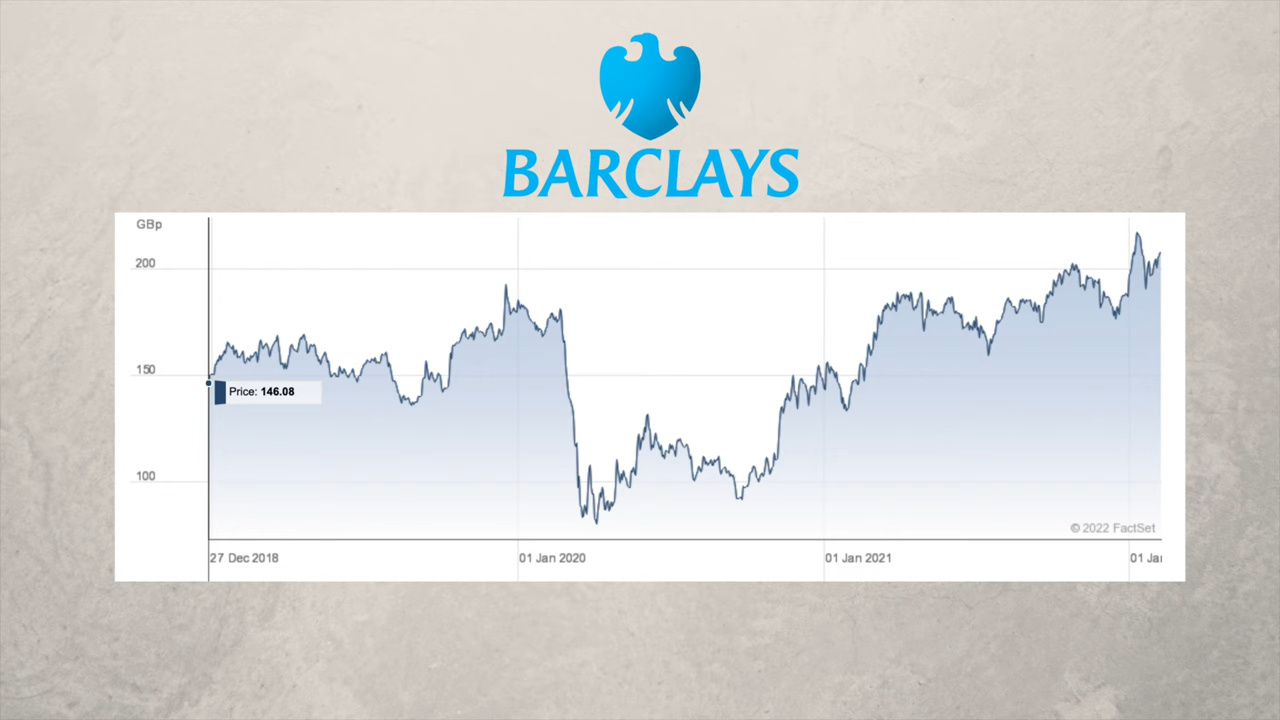 BARCLAYS
GBp
200
150
100
Price: 146.08
© 2022 FactSet
27 Dec 2018
01 Jan 2020
01 Jan 2021
01 Jan